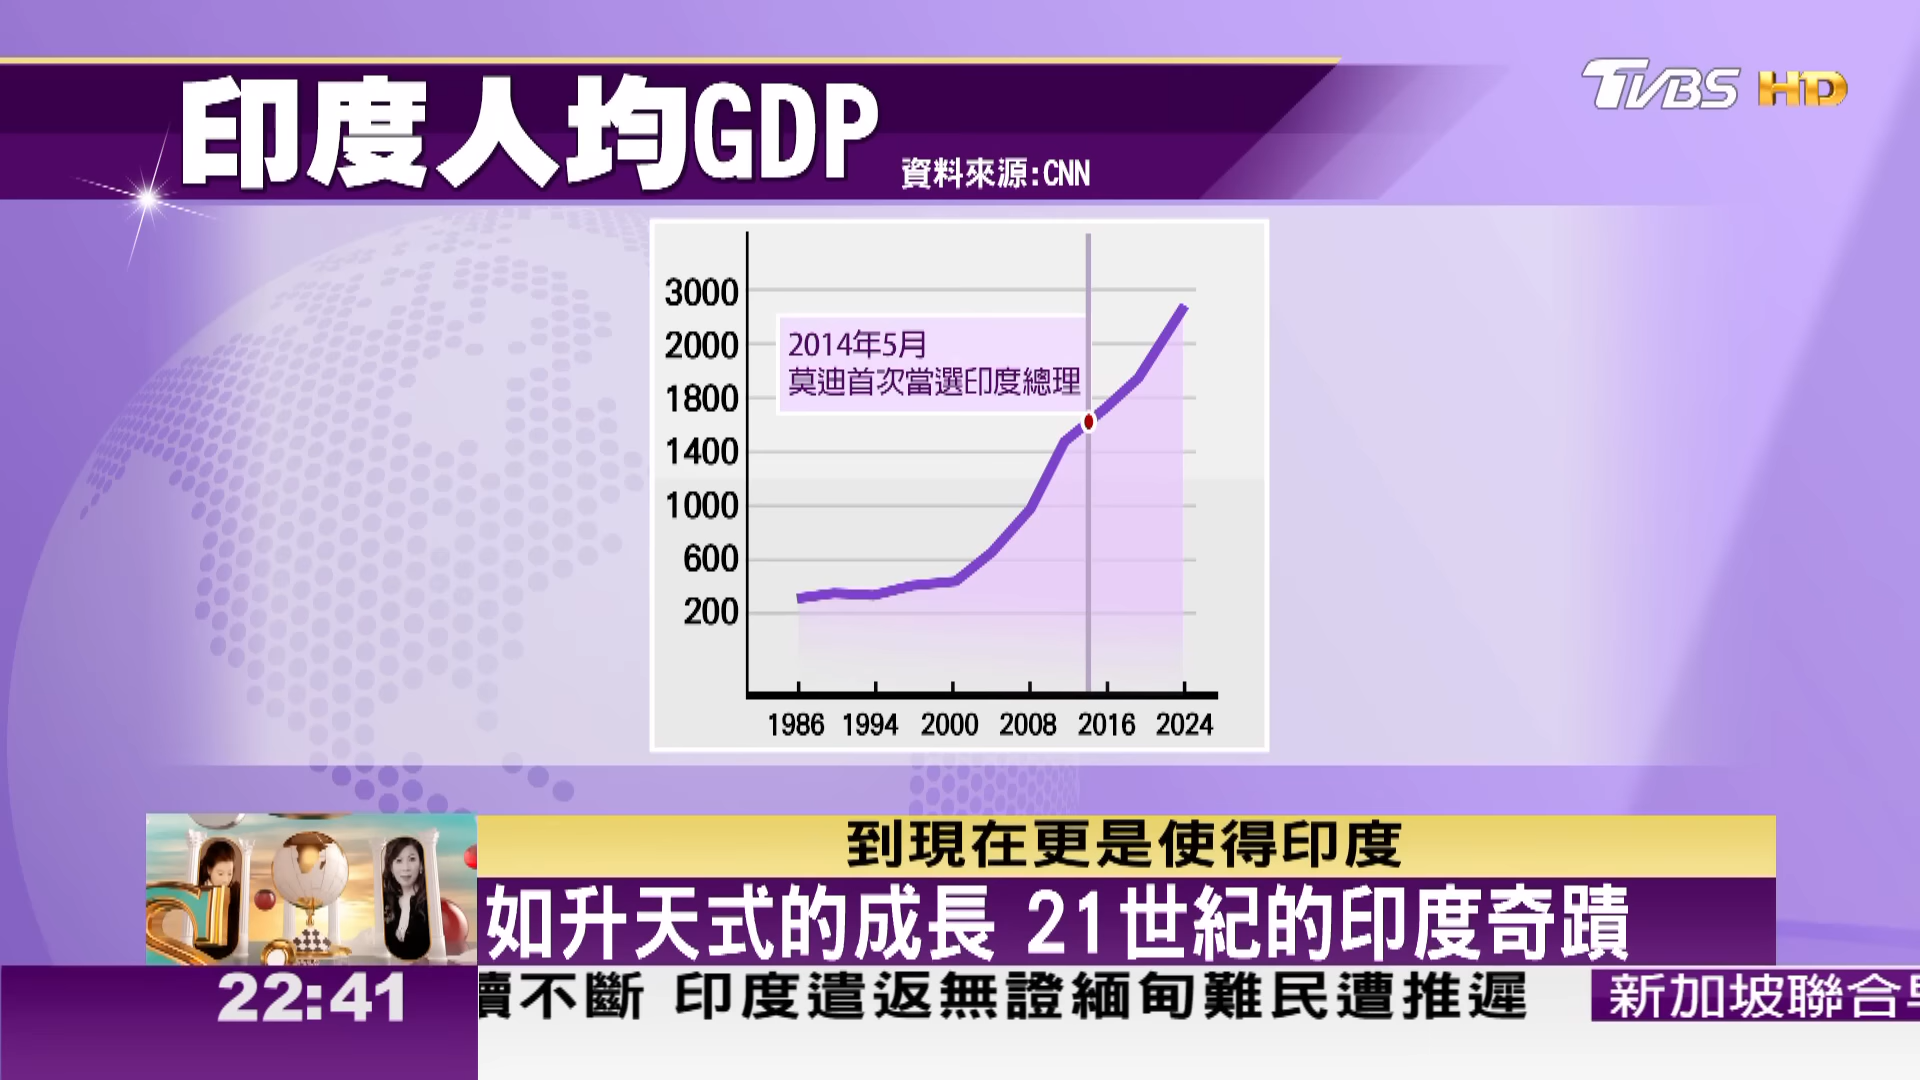 印度人均GDP
資料來源:CNN
TVBS HD
3000
2000
1800
1400
1000
600
200
2014年5月
莫迪首次當選印度總理
1986 1994 2000 2008 2016 2024
到現在更是使得印度
如升天式的成長 21世紀的印度奇蹟
22:41
續不斷 印度遣返無證緬甸難民遭推遲
新加坡聯合早